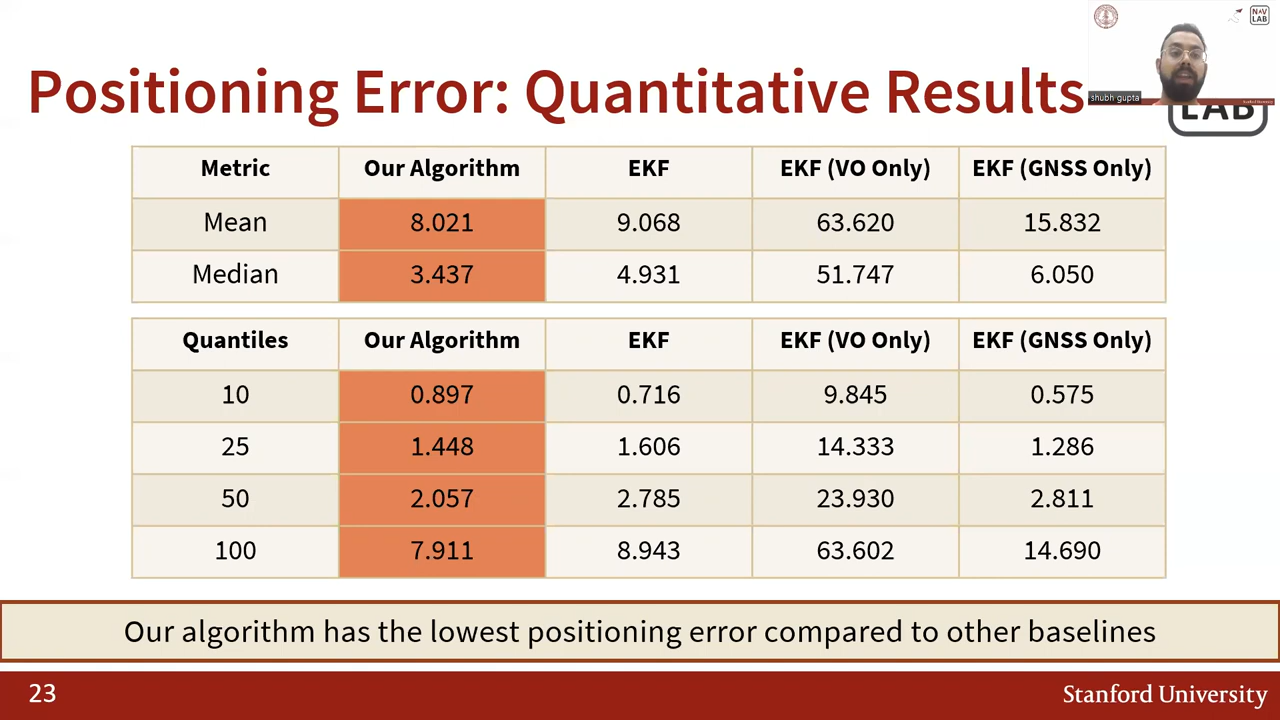 NAV
LAB
shubh gupta
Stanford University
Positioning Error: Quantitative Results
LAB
Metric Our Algorithm EKF EKF (VO Only) EKF (GNSS Only)
Mean 8.021 9.068 63.620 15.832
Median 3.437 4.931 51.747 6.050
Quantiles Our Algorithm EKF EKF (VO Only) EKF (GNSS Only)
10 0.897 0.716 9.845 0.575
25 1.448 1.606 14.333 1.286
50 2.057 2.785 23.930 2.811
100 7.911 8.943 63.602 14.690
Our algorithm has the lowest positioning error compared to other baselines
23 Stanford University